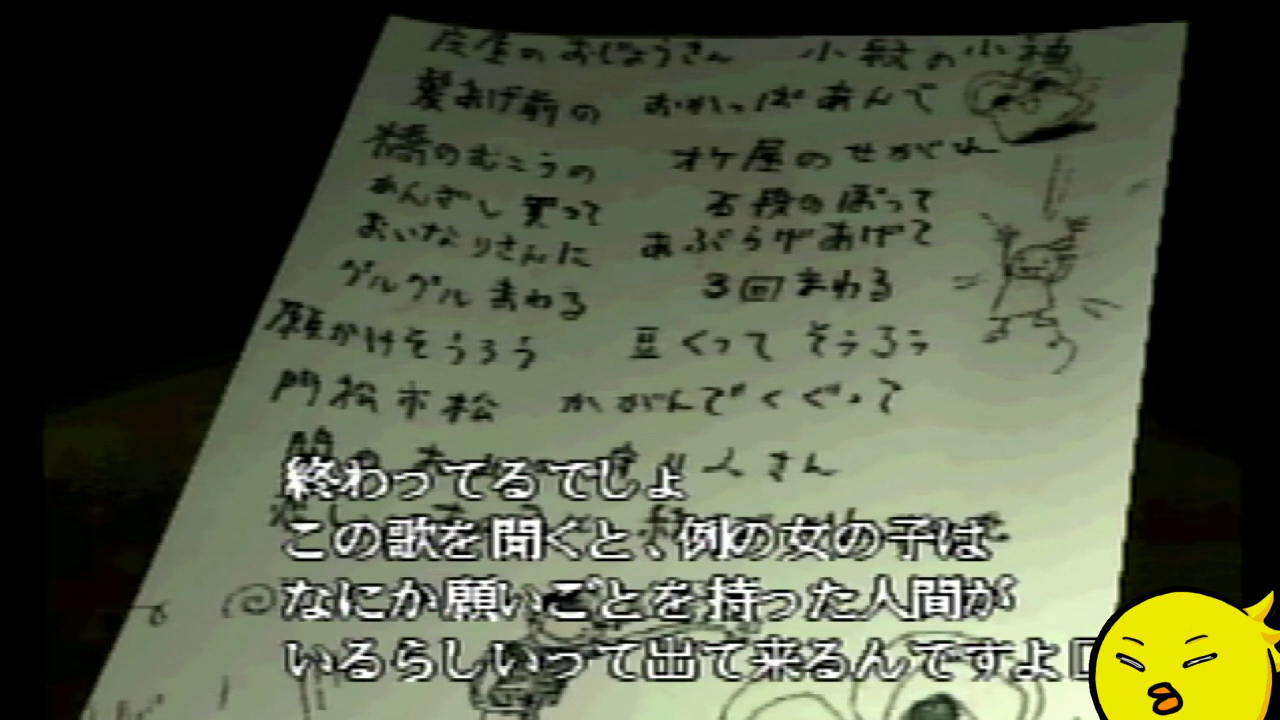 庄屋のおじょうさん 小紋の小袖
髪あげ前の おかっぱあんで
橋のむこうの オケ屋のせがれ
かんざし買って 石段のぼって
おいなりさんに あぶらげあげて
グルグルまわる 3回まわる
願かけそうろう 豆くってそうろう
門松市松 かがんでくぐって
人さん
終わってるでしょ
この歌を聞くと、例の女の子は
なにか願いごとを持った人間が
いるらしいって出て来るんですよ